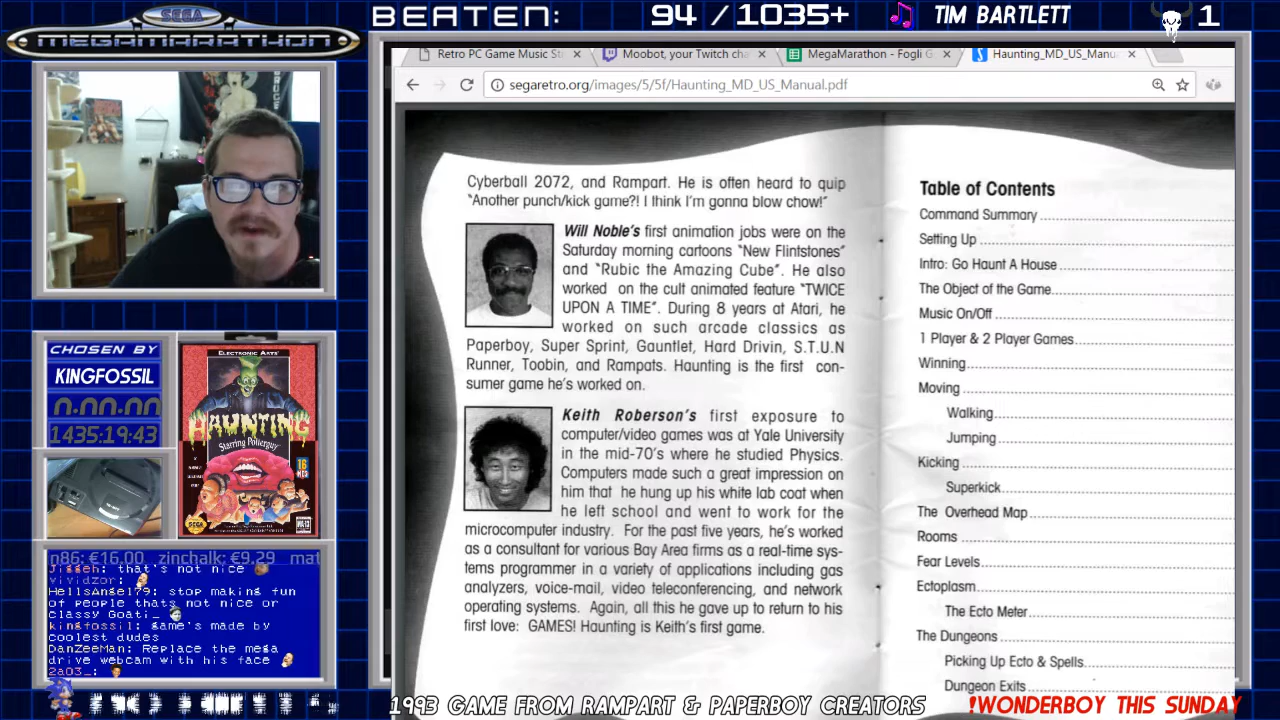 SEGA
MEGAMARATHON
BEATEN:
94 / 1035+
TIM BARTLETT
1
Retro PC Game Music St
Moobot, your Twitch cha
MegaMarathon - Fogli G
Haunting_MD_US_Manu
segaretro.org/images/5/5f/Haunting_MD_US_Manual.pdf
Cyberball 2072, and Rampart. He is often heard to quip
"Another punch/kick game?! I think I'm gonna blow chow!"
Will Noble's first animation jobs were on the
Saturday morning cartoons "New Flintstones"
and "Rubic the Amazing Cube". He also
worked on the cult animated feature "TWICE
UPON A TIME". During 8 years at Atari, he
worked on such arcade classics as
Paperboy, Super Sprint, Gauntlet, Hard Drivin, S.T.U.N
Runner, Toobin, and Rampats. Haunting is the first con-
sumer game he's worked on.
Keith Roberson's first exposure to
computer/video games was at Yale University
in the mid-70's where he studied Physics.
Computers made such a great impression on
him that he hung up his white lab coat when
he left school and went to work for the
microcomputer industry. For the past five years, he's worked
as a consultant for various Bay Area firms as a real-time sys-
tems programmer in a variety of applications including gas
analyzers, voice-mail, video teleconferencing, and network
operating systems. Again, all this he gave up to return to his
first love: GAMES! Haunting is Keith's first game.
Table of Contents
Command Summary
Setting Up
Intro: Go Haunt A House
The Object of the Game
Music On/Off
1 Player & 2 Player Games
Winning
Moving
Walking
Jumping
Kicking
Superkick
The Overhead Map
Rooms
Fear Levels
Ectoplasm
The Ecto Meter
The Dungeons
Picking Up Ecto & Spells
Dungeon Exits
CHOSEN BY
KINGFOSSIL
0.00.00
1435:19:43
ELECTRONIC ARTS
HAUNTING
Starring Polterguy
16
SEGA
n86: €16.00 zinchalk: €9.29 mat
Jisseh: that's not nice
vividzor:
HellsAngel79: stop making fun
of people thats not nice or
classy Goati_
kingfossil: game's made by
coolest dudes
DanZeeMan: Replace the mega
drive webcam with his face
2a03_:
1993 GAME FROM RAMPART & PAPERBOY CREATORS
!WONDERBOY THIS SUNDAY